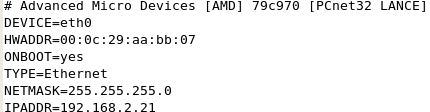 # Advanced Micro Devices [AMD] 79c970 [PCnet32 LANCE]
DEVICE=eth0
HWADDR=00:0c:29:aa:bb:07
ONBOOT=yes
TYPE=Ethernet
NETMASK=255.255.255.0
IPADDR=192.168.2.21